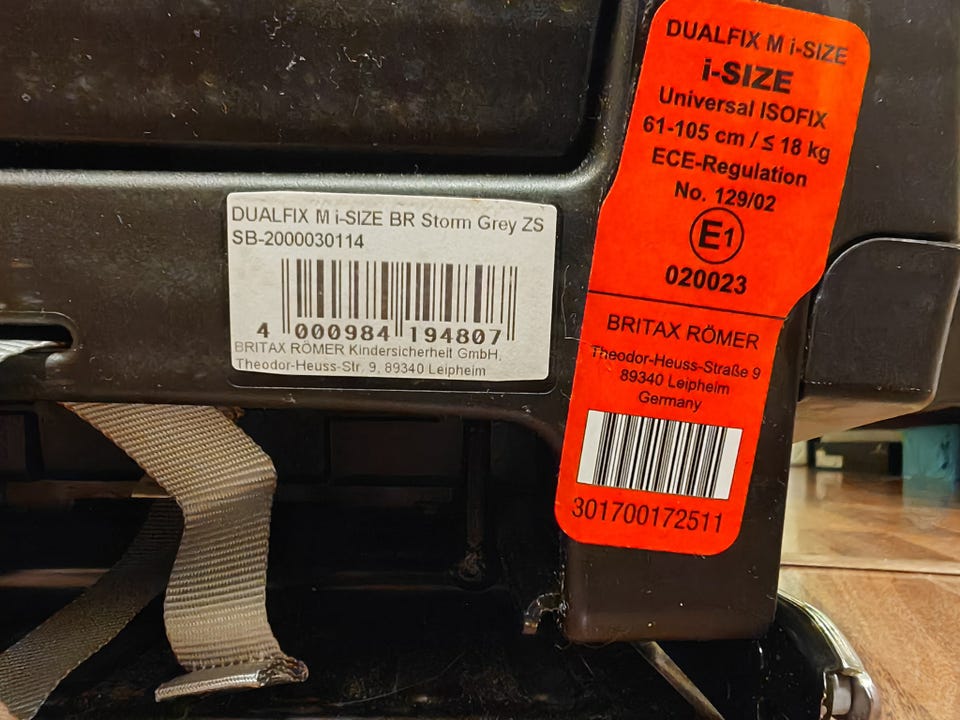 DUALFIX M i-SIZE BR Storm Grey ZS
SB-2000030114
4 000984 194807
BRITAX RÖMER Kindersicherheit GmbH,
Theodor-Heuss-Str. 9, 89340 Leipheim
DUALFIX M i-SIZE
i-SIZE
Universal ISOFIX
61-105 cm / ≤ 18 kg
ECE-Regulation
No. 129/02
E1
020023
BRITAX RÖMER
Theodor-Heuss-Straße 9
89340 Leipheim
Germany
301700172511